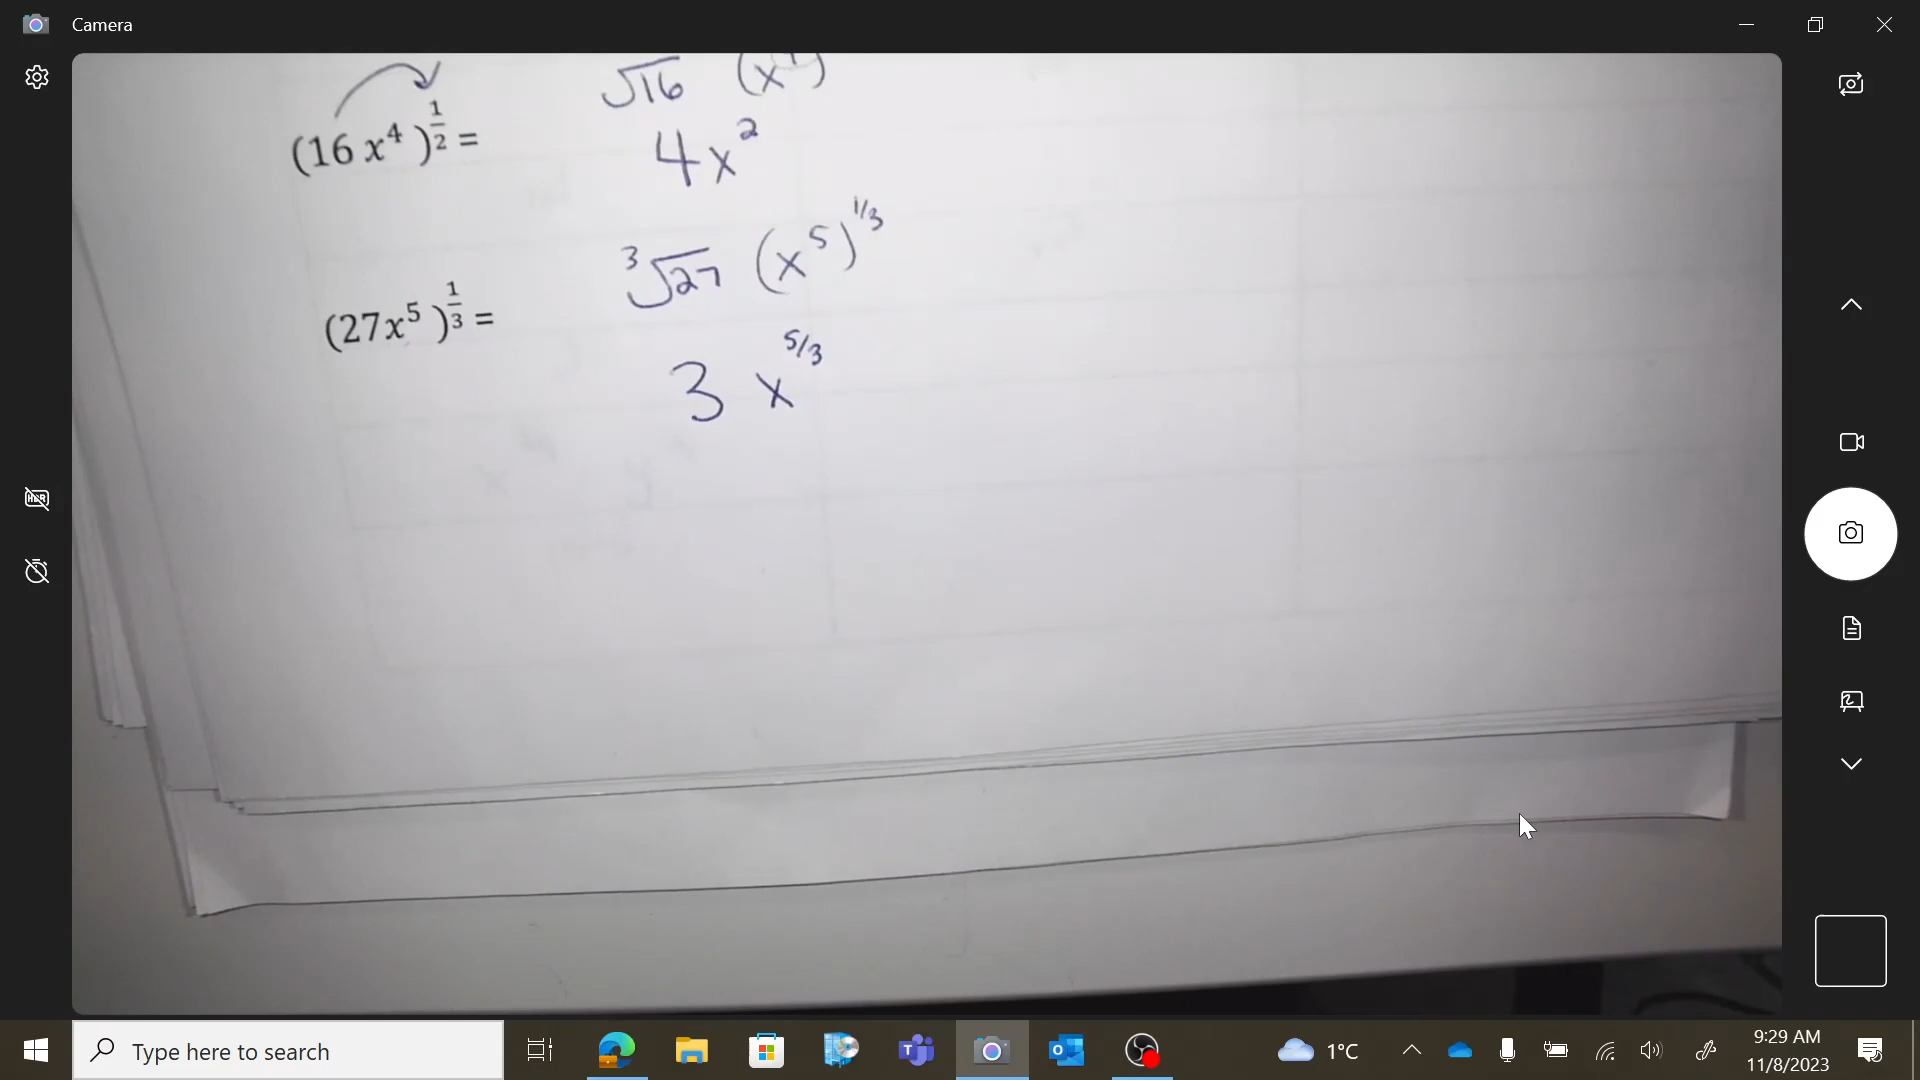 Camera
√16 (x
(16 x⁴ )^{1/2} =
4x²
³√27 (x⁵)^{1/3}
(27x⁵ )^{1/3} =
3 x^{5/3}
Type here to search
1°C
9:29 AM
11/8/2023